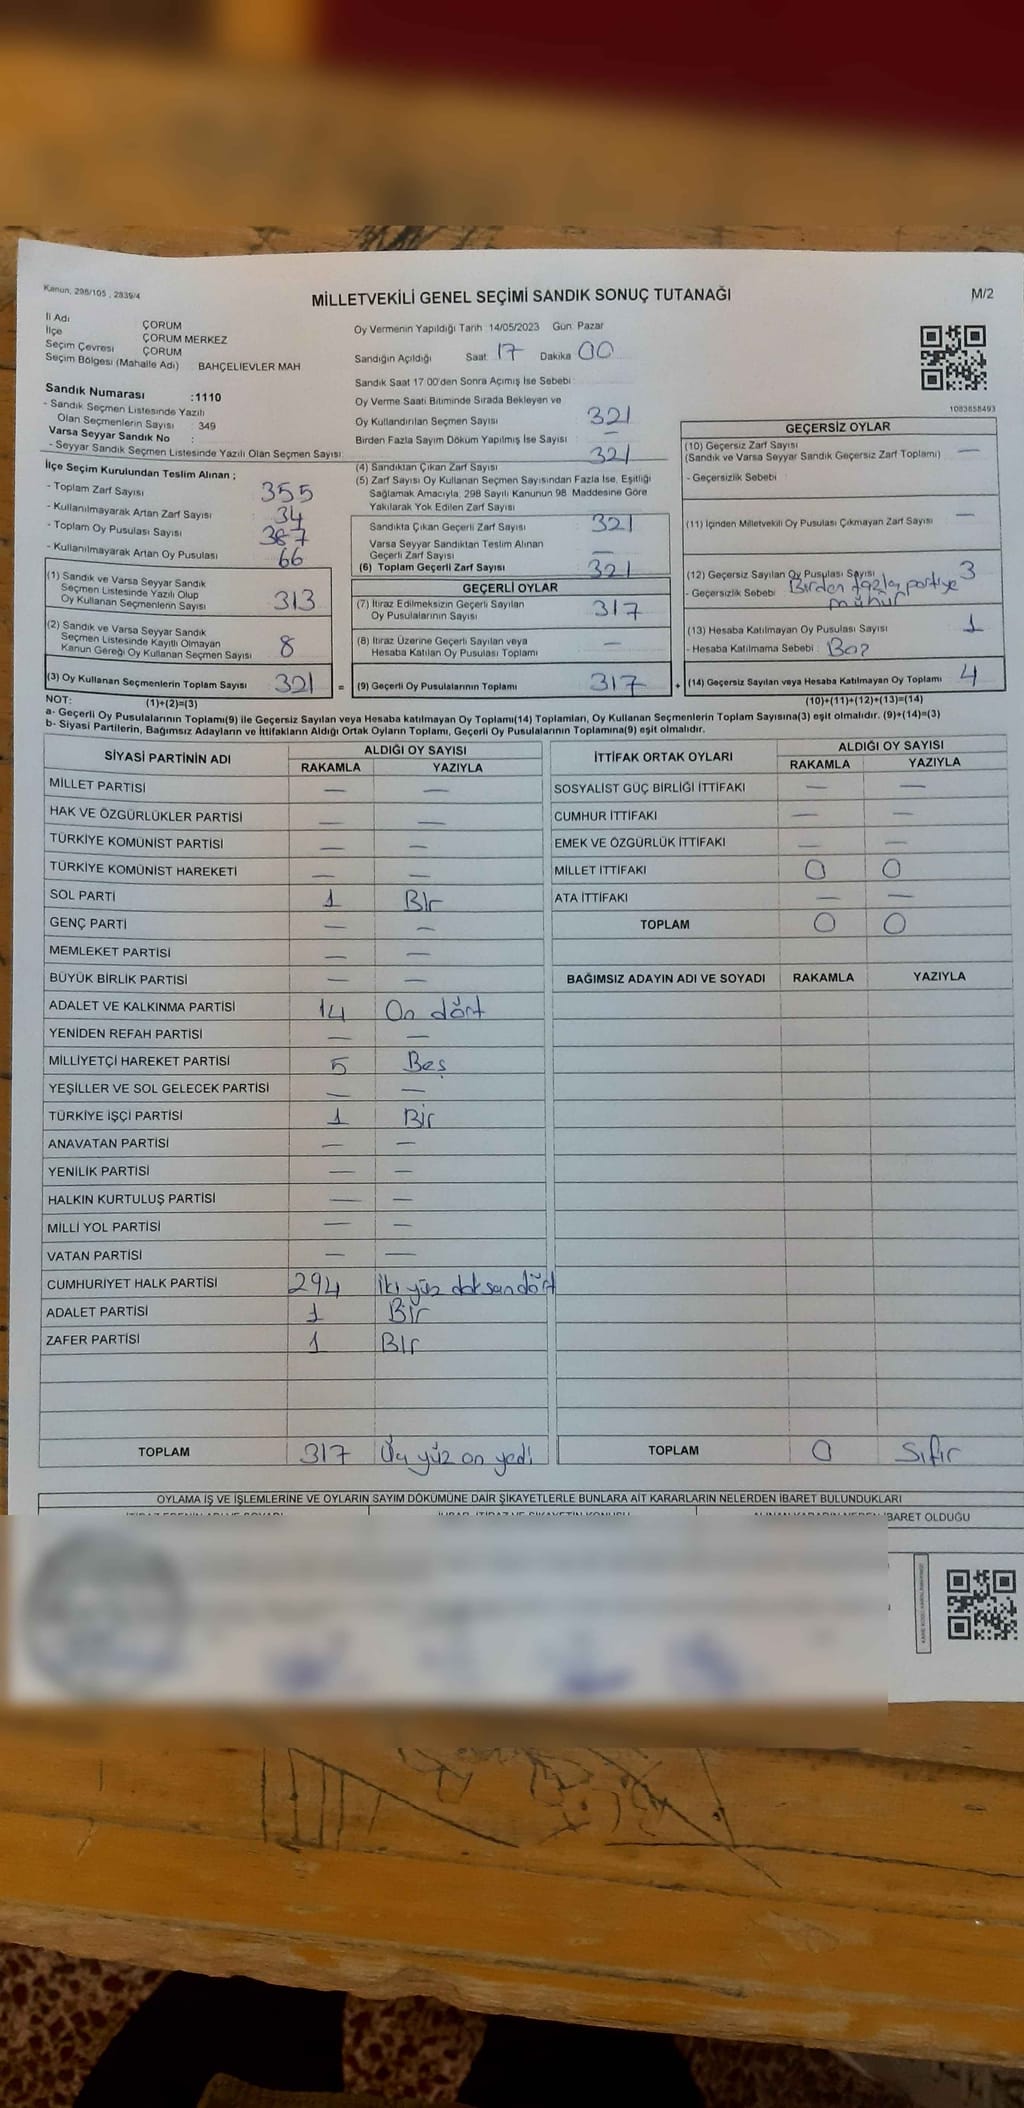 Kanun, 298/105 , 2839/4
MİLLETVEKİLİ GENEL SEÇİMİ SANDIK SONUÇ TUTANAĞI
M/2
İl Adı ÇORUM
İlçe ÇORUM MERKEZ
Seçim Çevresi ÇORUM
Seçim Bölgesi (Mahalle Adı) BAHÇELİEVLER MAH
Sandık Numarası :1110
- Sandık Seçmen Listesinde Yazılı
Olan Seçmenlerin Sayısı : 349
Varsa Seyyar Sandık No :
- Seyyar Sandık Seçmen Listesinde Yazılı Olan Seçmen Sayısı:
Oy Vermenin Yapıldığı Tarih 14/05/2023 Gün: Pazar
Sandığın Açıldığı Saat 17 Dakika 00
Sandık Saat 17:00'den Sonra Açımış İse Sebebi :
Oy Verme Saati Bitiminde Sırada Bekleyen ve
Oy Kullandırılan Seçmen Sayısı 321
Birden Fazla Sayım Döküm Yapılmış İse Sayısı —
1083858493
İlçe Seçim Kurulundan Teslim Alınan ;
- Toplam Zarf Sayısı 355
- Kullanılmayarak Artan Zarf Sayısı 34
- Toplam Oy Pusulası Sayısı 387
- Kullanılmayarak Artan Oy Pusulası 66
(1) Sandık ve Varsa Seyyar Sandık
Seçmen Listesinde Yazılı Olup
Oy Kullanan Seçmenlerin Sayısı 313
(2) Sandık ve Varsa Seyyar Sandık
Seçmen Listesinde Kayıtlı Olmayan
Kanun Gereği Oy Kullanan Seçmen Sayısı 8
(3) Oy Kullanan Seçmenlerin Toplam Sayısı 321 =
(4) Sandıktan Çıkan Zarf Sayısı 321
(5) Zarf Sayısı Oy Kullanan Seçmen Sayısından Fazla İse, Eşitliği
Sağlamak Amacıyla, 298 Sayılı Kanunun 98. Maddesine Göre
Yakılarak Yok Edilen Zarf Sayısı
Sandıkta Çıkan Geçerli Zarf Sayısı 321
Varsa Seyyar Sandıktan Teslim Alınan
Geçerli Zarf Sayısı —
(6) Toplam Geçerli Zarf Sayısı 321
GEÇERLİ OYLAR
(7) İtiraz Edilmeksizin Geçerli Sayılan
Oy Pusulalarının Sayısı 317
(8) İtiraz Üzerine Geçerli Sayılan veya
Hesaba Katılan Oy Pusulası Toplamı —
(9) Geçerli Oy Pusulalarının Toplamı 317 +
GEÇERSİZ OYLAR
(10) Geçersiz Zarf Sayısı
(Sandık ve Varsa Seyyar Sandık Geçersiz Zarf Toplamı) —
- Geçersizlik Sebebi :
(11) İçinden Milletvekili Oy Pusulası Çıkmayan Zarf Sayısı —
(12) Geçersiz Sayılan Oy Pusulası Sayısı 3
- Geçersizlik Sebebi : Birden fazla partiye
mühür
(13) Hesaba Katılmayan Oy Pusulası Sayısı 1
- Hesaba Katılmama Sebebi : Boş
(14) Geçersiz Sayılan veya Hesaba Katılmayan Oy Toplamı 4
NOT: (1)+(2)=(3)
(10)+(11)+(12)+(13)=(14)
a- Geçerli Oy Pusulalarının Toplamı(9) ile Geçersiz Sayılan veya Hesaba katılmayan Oy Toplamı(14) Toplamları, Oy Kullanan Seçmenlerin Toplam Sayısına(3) eşit olmalıdır. (9)+(14)=(3)
b- Siyasi Partilerin, Bağımsız Adayların ve İttifakların Aldığı Ortak Oyların Toplamı, Geçerli Oy Pusulalarının Toplamına(9) eşit olmalıdır.
SİYASİ PARTİNİN ADI ALDIĞI OY SAYISI
RAKAMLA YAZIYLA
MİLLET PARTİSİ — —
HAK VE ÖZGÜRLÜKLER PARTİSİ — —
TÜRKİYE KOMÜNİST PARTİSİ — —
TÜRKİYE KOMÜNİST HAREKETİ — —
SOL PARTİ 1 Bir
GENÇ PARTİ — —
MEMLEKET PARTİSİ — —
BÜYÜK BİRLİK PARTİSİ — —
ADALET VE KALKINMA PARTİSİ 14 On dört
YENİDEN REFAH PARTİSİ — —
MİLLİYETÇİ HAREKET PARTİSİ 5 Beş
YEŞİLLER VE SOL GELECEK PARTİSİ — —
TÜRKİYE İŞÇİ PARTİSİ 1 Bir
ANAVATAN PARTİSİ — —
YENİLİK PARTİSİ — —
HALKIN KURTULUŞ PARTİSİ — —
MİLLİ YOL PARTİSİ — —
VATAN PARTİSİ — —
CUMHURİYET HALK PARTİSİ 294 İki yüz doksandört
ADALET PARTİSİ 1 Bir
ZAFER PARTİSİ 1 Bir
TOPLAM 317 Üç yüz on yedi
İTTİFAK ORTAK OYLARI ALDIĞI OY SAYISI
RAKAMLA YAZIYLA
SOSYALİST GÜÇ BİRLİĞİ İTTİFAKI — —
CUMHUR İTTİFAKI — —
EMEK VE ÖZGÜRLÜK İTTİFAKI — —
MİLLET İTTİFAKI 0 0
ATA İTTİFAKI — —
TOPLAM 0 0
BAĞIMSIZ ADAYIN ADI VE SOYADI RAKAMLA YAZIYLA
TOPLAM 0 Sıfır
OYLAMA İŞ VE İŞLEMLERİNE VE OYLARIN SAYIM DÖKÜMÜNE DAİR ŞİKAYETLERLE BUNLARA AİT KARARLARIN NELERDEN İBARET BULUNDUKLARI
İBARET OLDUĞU